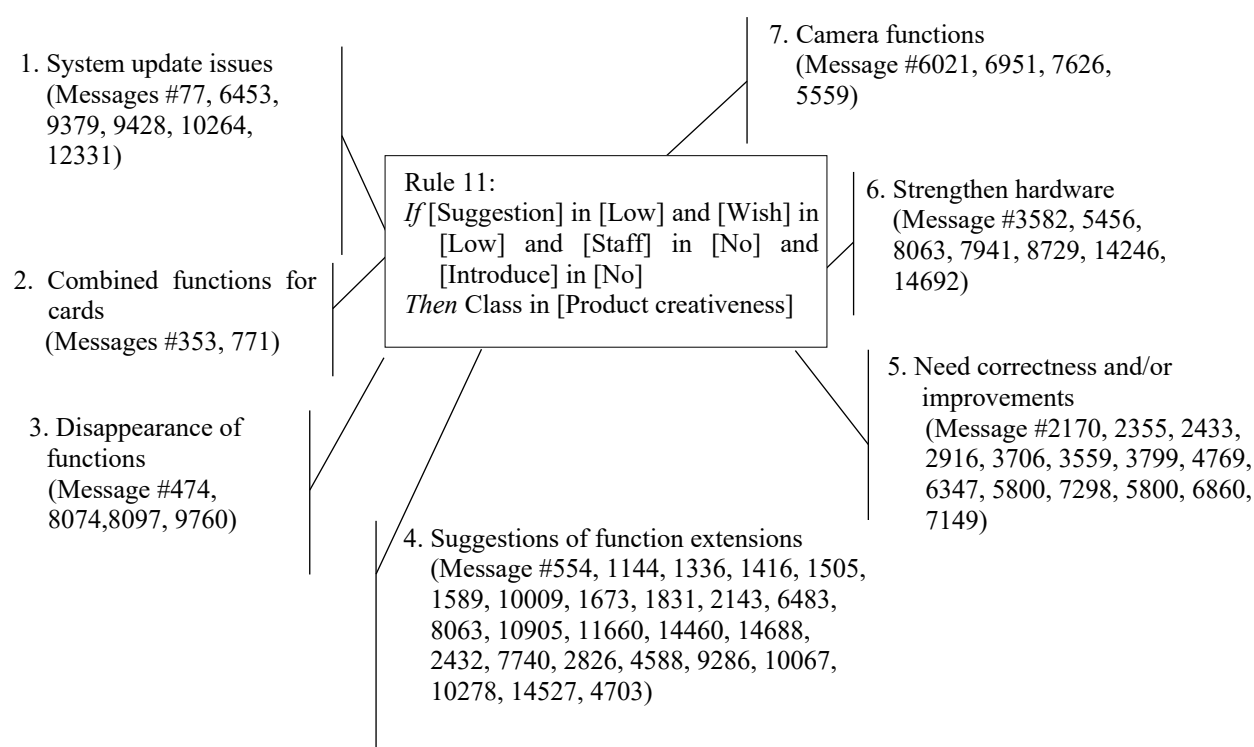 1. System update issues
(Messages #77, 6453,
9379, 9428, 10264,
12331)
2. Combined functions for
cards
(Messages #353, 771)
3. Disappearance of
functions
(Message #474,
8074,8097, 9760)
4. Suggestions of function extensions
(Message #554, 1144, 1336, 1416, 1505,
1589, 10009, 1673, 1831, 2143, 6483,
8063, 10905, 11660, 14460, 14688,
2432, 7740, 2826, 4588, 9286, 10067,
10278, 14527, 4703)
Rule 11:
If [Suggestion] in [Low] and [Wish] in
[Low] and [Staff] in [No] and
[Introduce] in [No]
Then Class in [Product creativeness]
7. Camera functions
(Message #6021, 6951, 7626,
5559)
6. Strengthen hardware
(Message #3582, 5456,
8063, 7941, 8729, 14246,
14692)
5. Need correctness and/or
improvements
(Message #2170, 2355, 2433,
2916, 3706, 3559, 3799, 4769,
6347, 5800, 7298, 5800, 6860,
7149)